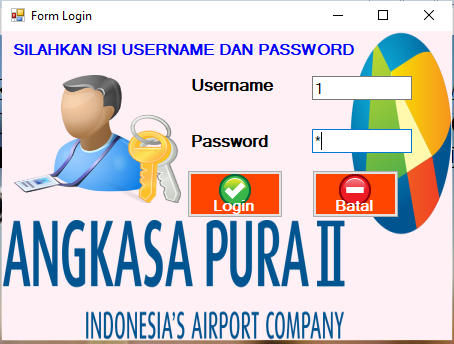 Form Login
SILAHKAN ISI USERNAME DAN PASSWORD
Username
1
Password
*
Login
Batal
ANGKASA PURA II
INDONESIA'S AIRPORT COMPANY